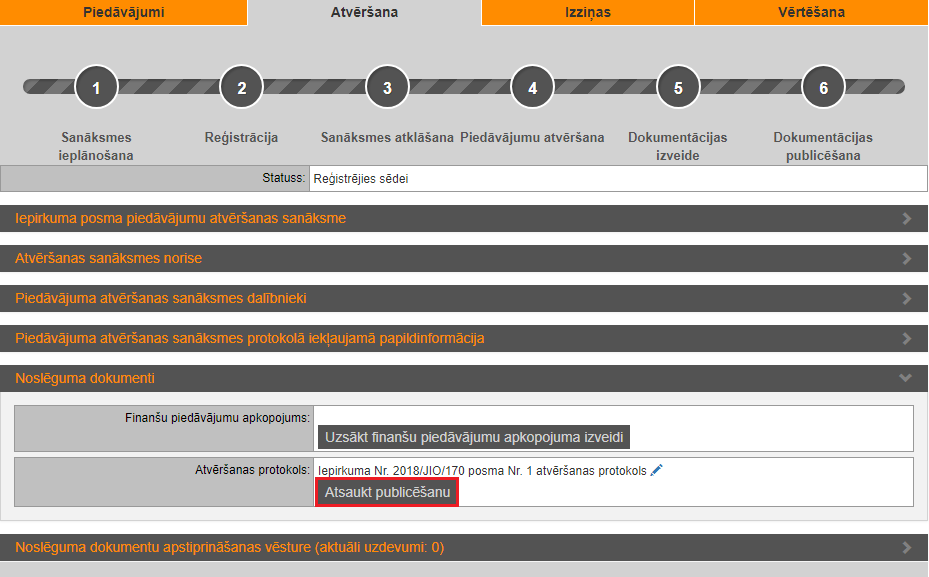 Piedāvājumi Atvēršana Izziņas Vērtēšana
1 2 3 4 5 6
Sanāksmes ieplānošana
Reģistrācija
Sanāksmes atklāšana
Piedāvājumu atvēršana
Dokumentācijas izveide
Dokumentācijas publicēšana
Statuss: Reģistrējies sēdei
Iepirkuma posma piedāvājumu atvēršanas sanāksme
Atvēršanas sanāksmes norise
Piedāvājuma atvēršanas sanāksmes dalībnieki
Piedāvājuma atvēršanas sanāksmes protokolā iekļaujamā papildinformācija
Noslēguma dokumenti
Finanšu piedāvājumu apkopojums:
Uzsākt finanšu piedāvājumu apkopojuma izveidi
Atvēršanas protokols: Iepirkuma Nr. 2018/JIO/170 posma Nr. 1 atvēršanas protokols
Atsaukt publicēšanu
Noslēguma dokumentu apstiprināšanas vēsture (aktuāli uzdevumi: 0)